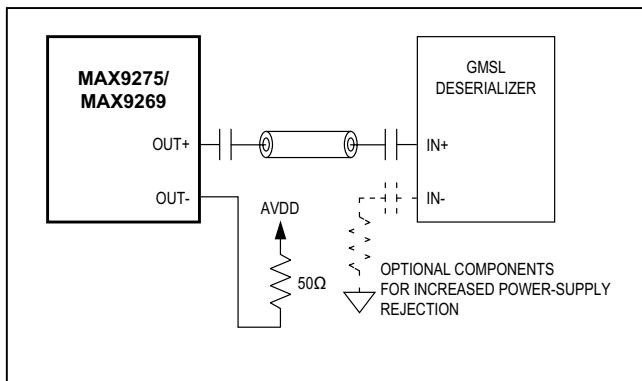 MAX9275/
MAX9269
GMSL
DESERIALIZER
OUT+
IN+
OUT-
IN-
AVDD
50Ω
OPTIONAL COMPONENTS
FOR INCREASED POWER-SUPPLY
REJECTION